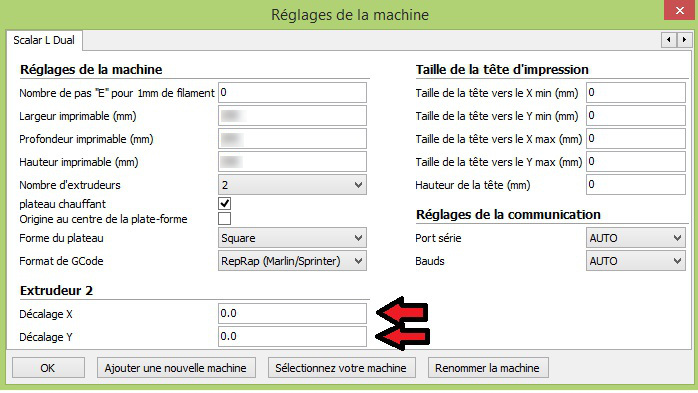 Réglages de la machine
Scalar L Dual
Réglages de la machine
Nombre de pas "E" pour 1mm de filament 0
Largeur imprimable (mm)
Profondeur imprimable (mm)
Hauteur imprimable (mm)
Nombre d'extrudeurs 2
plateau chauffant
Origine au centre de la plate-forme
Forme du plateau Square
Format de GCode RepRap (Marlin/Sprinter)
Extrudeur 2
Décalage X 0.0
Décalage Y 0.0
Taille de la tête d'impression
Taille de la tête vers le X min (mm) 0
Taille de la tête vers le Y min (mm) 0
Taille de la tête vers le X max (mm) 0
Taille de la tête vers le Y max (mm) 0
Hauteur de la tête (mm) 0
Réglages de la communication
Port série AUTO
Bauds AUTO
OK Ajouter une nouvelle machine Sélectionnez votre machine Renommer la machine